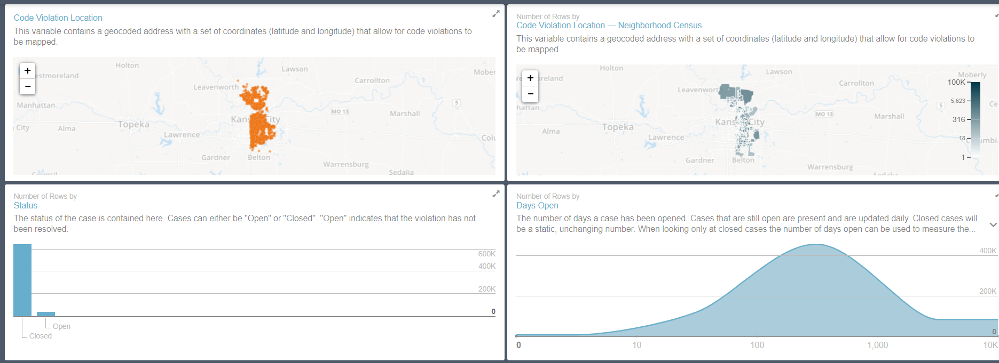 Code Violation Location
This variable contains a geocoded address with a set of coordinates (latitude and longitude) that allow for code violations to
be mapped.
+
−
Holton
Lawson
Mober
estmoreland
Leavenworth
Carrollton
5
Manhattan
MO 13
Marshall
City
Alma
Topeka
Kans
ity
Lawrence
Colu
Gardner
Belton
Warrensburg
Council
Sedalia
Number of Rows by
Code Violation Location — Neighborhood Census
This variable contains a geocoded address with a set of coordinates (latitude and longitude) that allow for code violations to
be mapped.
+
−
Holton
Lawson
Moberly
reland
Leavenwort
Carrollton
100K
5,623
316
18
1
5
Ce
hattan
MO 13
Marshall
Alma
Topeka
Kans
City
Lawrence
umbi
Gardner
Belton
Warrensburg
Sedalia
Number of Rows by
Status
The status of the case is contained here. Cases can either be "Open" or "Closed". "Open" indicates that the violation has not
been resolved.
600K
400K
200K
0
Open
Closed
Number of Rows by
Days Open
The number of days a case has been opened. Cases that are still open are present and are updated daily. Closed cases will
be a static, unchanging number. When looking only at closed cases the number of days open can be used to measure the...
400K
200K
0
0
10
100
1,000
10K